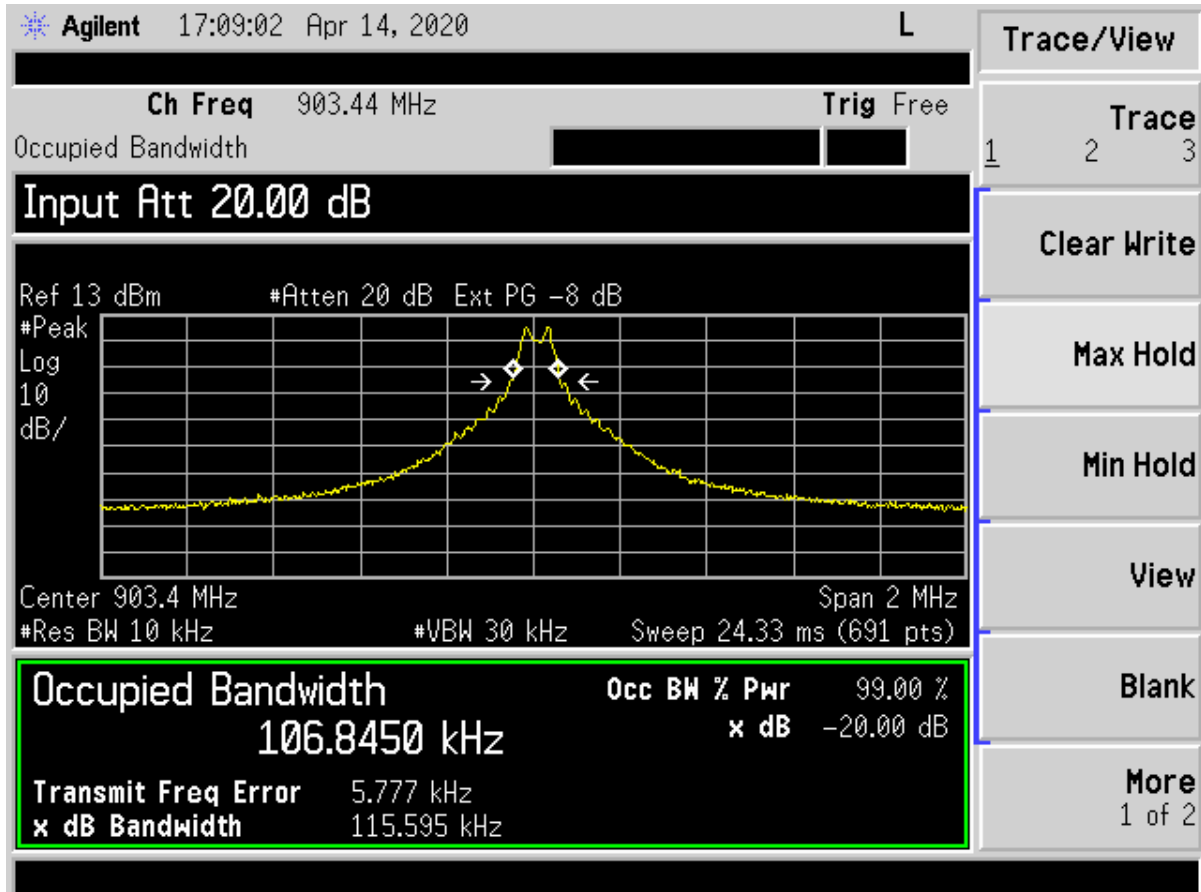 Agilent 17:09:02 Apr 14, 2020 L
Trace/View
Ch Freq 903.44 MHz Trig Free
Occupied Bandwidth
Input Att 20.00 dB
Ref 13 dBm #Atten 20 dB Ext PG -8 dB
#Peak
Log
10
dB/
Center 903.4 MHz Span 2 MHz
#Res BW 10 kHz #VBW 30 kHz Sweep 24.33 ms (691 pts)
Occupied Bandwidth Occ BW % Pwr 99.00 %
106.8450 kHz x dB -20.00 dB
Transmit Freq Error 5.777 kHz
x dB Bandwidth 115.595 kHz
Trace
1 2 3
Clear Write
Max Hold
Min Hold
View
Blank
More
1 of 2